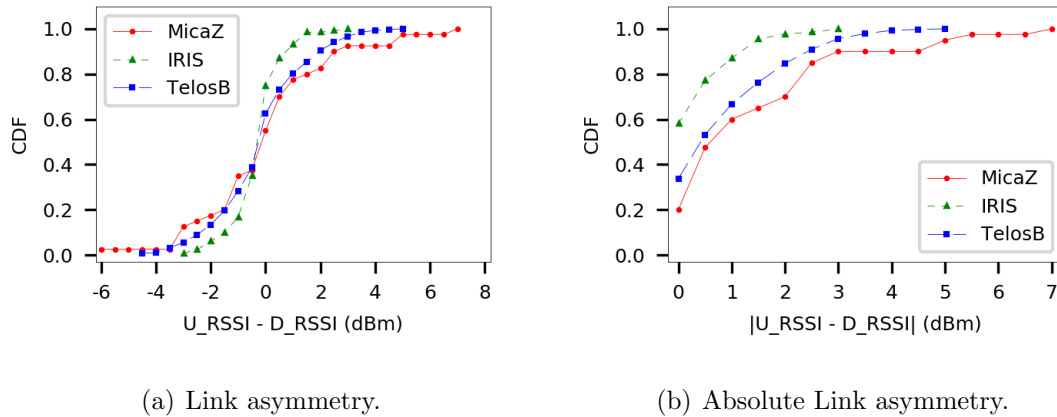 1.0
0.8
0.6
0.4
0.2
0.0
CDF
MicaZ
IRIS
TelosB
-6 -4 -2 0 2 4 6 8
U_RSSI - D_RSSI (dBm)
(a) Link asymmetry.
1.0
0.8
0.6
0.4
0.2
0.0
CDF
MicaZ
IRIS
TelosB
0 1 2 3 4 5 6 7
|U_RSSI - D_RSSI| (dBm)
(b) Absolute Link asymmetry.